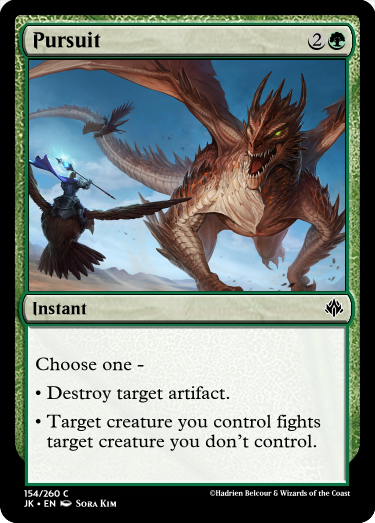 Pursuit 2
Instant
Choose one -
• Destroy target artifact.
• Target creature you control fights
target creature you don't control.
154/260 C
JK • EN Sora Kim
©Hadrien Belcour & Wizards of the Coast